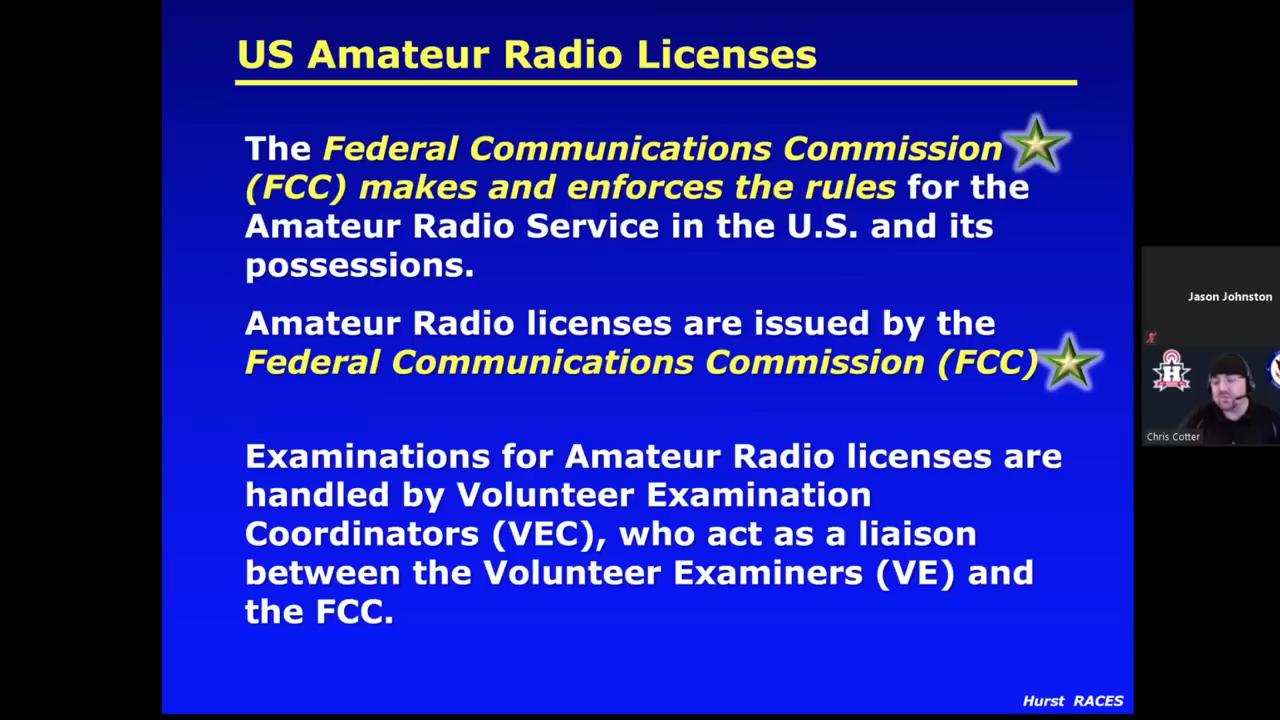 US Amateur Radio Licenses
The Federal Communications Commission
(FCC) makes and enforces the rules for the
Amateur Radio Service in the U.S. and its
possessions.
Amateur Radio licenses are issued by the
Federal Communications Commission (FCC)
Examinations for Amateur Radio licenses are
handled by Volunteer Examination
Coordinators (VEC), who act as a liaison
between the Volunteer Examiners (VE) and
the FCC.
Hurst RACES
Jason Johnston
H
Chris Cotter